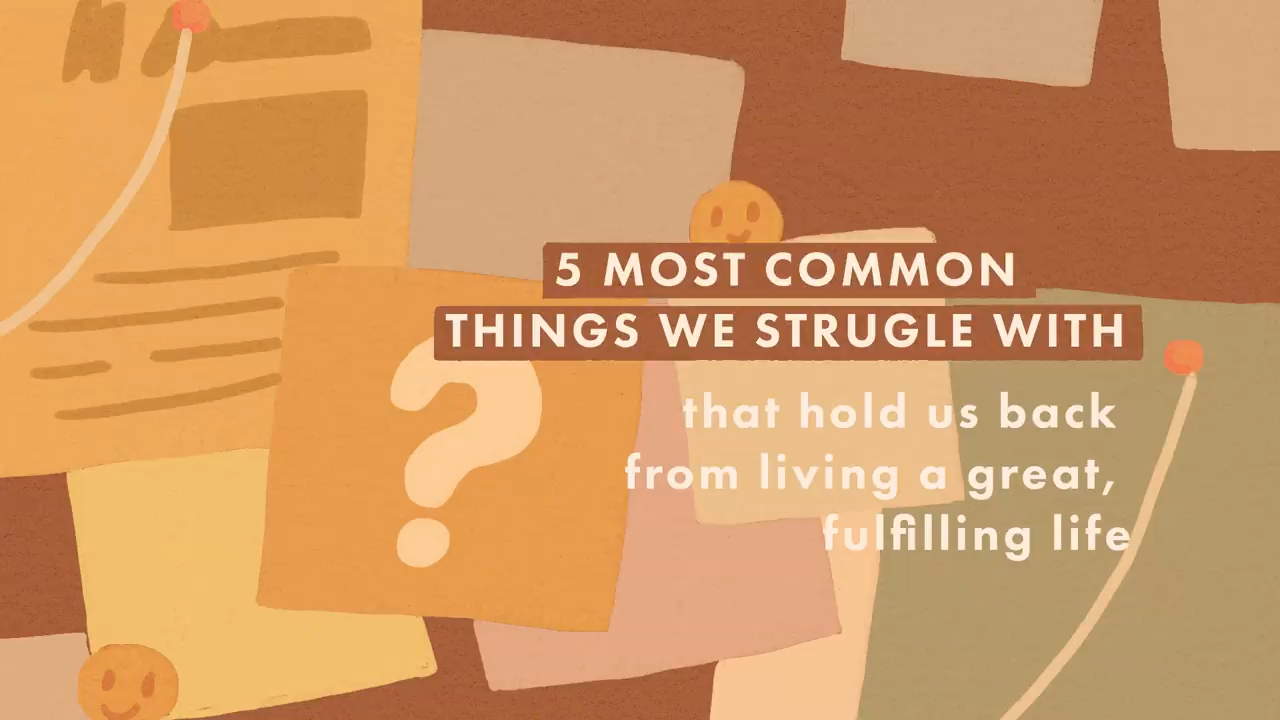 5 MOST COMMON
THINGS WE STRUGLE WITH
that hold us back
from living a great,
fulfilling life
?